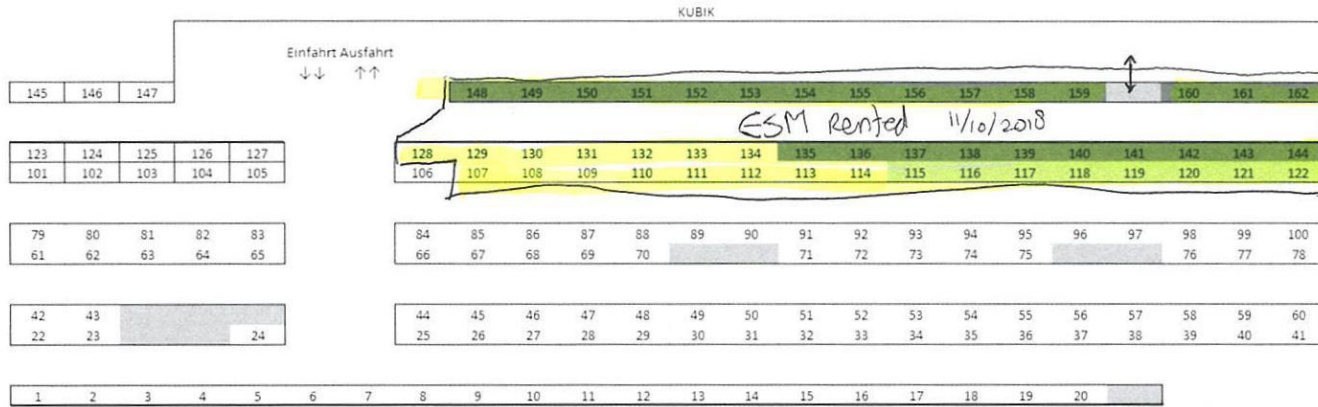 KUBIK
Einfahrt Ausfahrt
↓↓ ↑↑
145 146 147 148 149 150 151 152 153 154 155 156 157 158 159 160 161 162
ESM Rented 11/10/2018
123 124 125 126 127 128 129 130 131 132 133 134 135 136 137 138 139 140 141 142 143 144
101 102 103 104 105 106 107 108 109 110 111 112 113 114 115 116 117 118 119 120 121 122
79 80 81 82 83 84 85 86 87 88 89 90 91 92 93 94 95 96 97 98 99 100
61 62 63 64 65 66 67 68 69 70 71 72 73 74 75 76 77 78
42 43 44 45 46 47 48 49 50 51 52 53 54 55 56 57 58 59 60
22 23 24 25 26 27 28 29 30 31 32 33 34 35 36 37 38 39 40 41
1 2 3 4 5 6 7 8 9 10 11 12 13 14 15 16 17 18 19 20